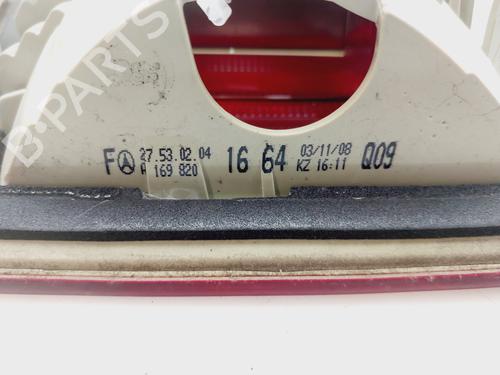 B-PARTS
F 27.53.02.04 16 64 03/11/08 Q09
A 169 820 KZ 16:11